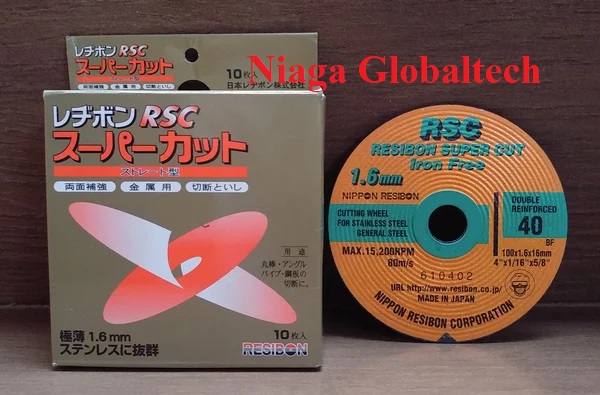 Niaga Globaltech
レヂボン RSC
スーパーカット
10枚入
日本レヂボン株式会社
レヂボン RSC
スーパーカット
ストレート型
両面補強 金属用 切断といし
用途
丸棒・アングル
パイプ・鋼板の
切断に。
極薄 1.6mm
ステンレスに抜群
10枚入
RESIBON
RSC
RESIBON SUPER CUT
Iron Free
1.6mm
NIPPON RESIBON
CUTTING WHEEL
FOR STAINLESS STEEL
GENERAL STEEL
MAX.15,200RPM
80m/s
DOUBLE
REINFORCED
40
BF
100x1.6x16mm
4"x1/16"x5/8"
610402
URL http://www.resibon.co.jp/
MADE IN JAPAN
NIPPON RESIBON CORPORATION